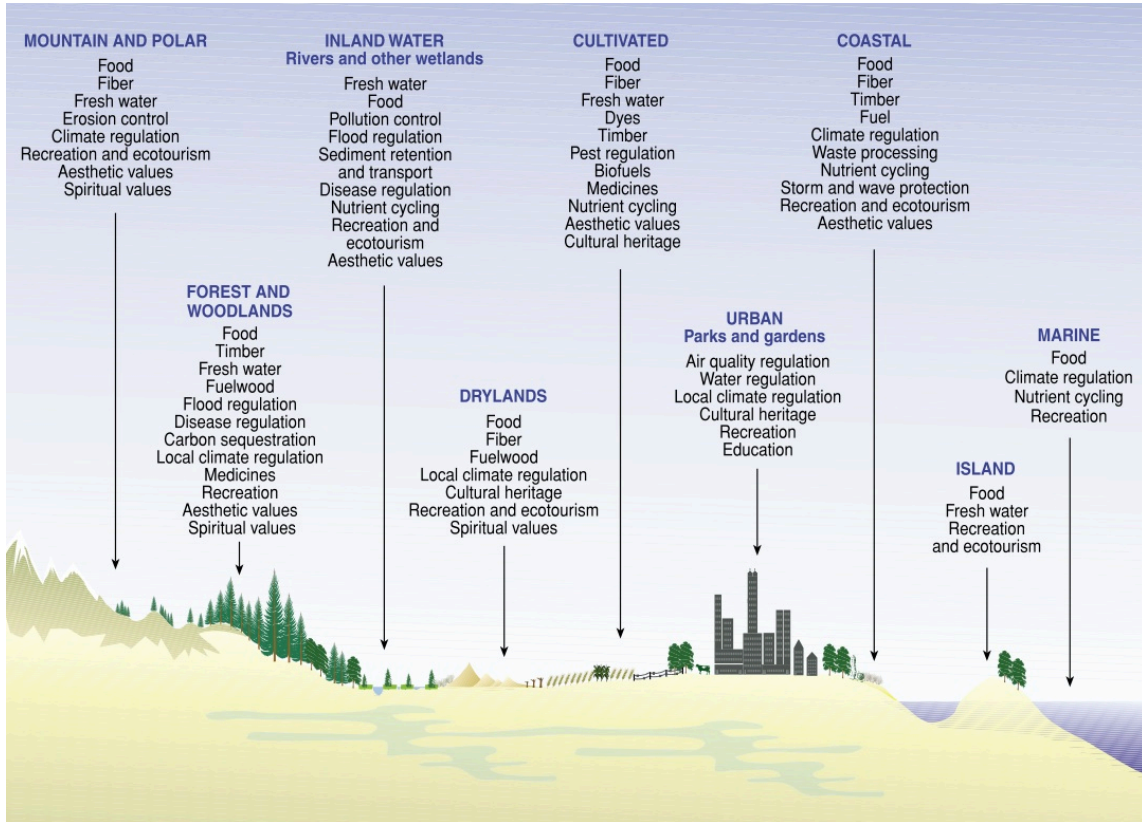 MOUNTAIN AND POLAR
Food
Fiber
Fresh water
Erosion control
Climate regulation
Recreation and ecotourism
Aesthetic values
Spiritual values
INLAND WATER
Rivers and other wetlands
Fresh water
Food
Pollution control
Flood regulation
Sediment retention
and transport
Disease regulation
Nutrient cycling
Recreation and
ecotourism
Aesthetic values
CULTIVATED
Food
Fiber
Fresh water
Dyes
Timber
Pest regulation
Biofuels
Medicines
Nutrient cycling
Aesthetic values
Cultural heritage
COASTAL
Food
Fiber
Timber
Fuel
Climate regulation
Waste processing
Nutrient cycling
Storm and wave protection
Recreation and ecotourism
Aesthetic values
FOREST AND
WOODLANDS
Food
Timber
Fresh water
Fuelwood
Flood regulation
Disease regulation
Carbon sequestration
Local climate regulation
Medicines
Recreation
Aesthetic values
Spiritual values
DRYLANDS
Food
Fiber
Fuelwood
Local climate regulation
Cultural heritage
Recreation and ecotourism
Spiritual values
URBAN
Parks and gardens
Air quality regulation
Water regulation
Local climate regulation
Cultural heritage
Recreation
Education
MARINE
Food
Climate regulation
Nutrient cycling
Recreation
ISLAND
Food
Fresh water
Recreation
and ecotourism